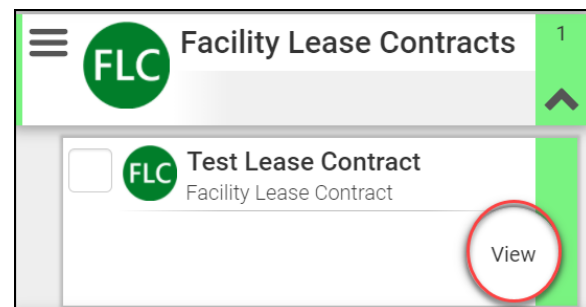 FLC
Facility Lease Contracts
1
FLC
Test Lease Contract
Facility Lease Contract
View